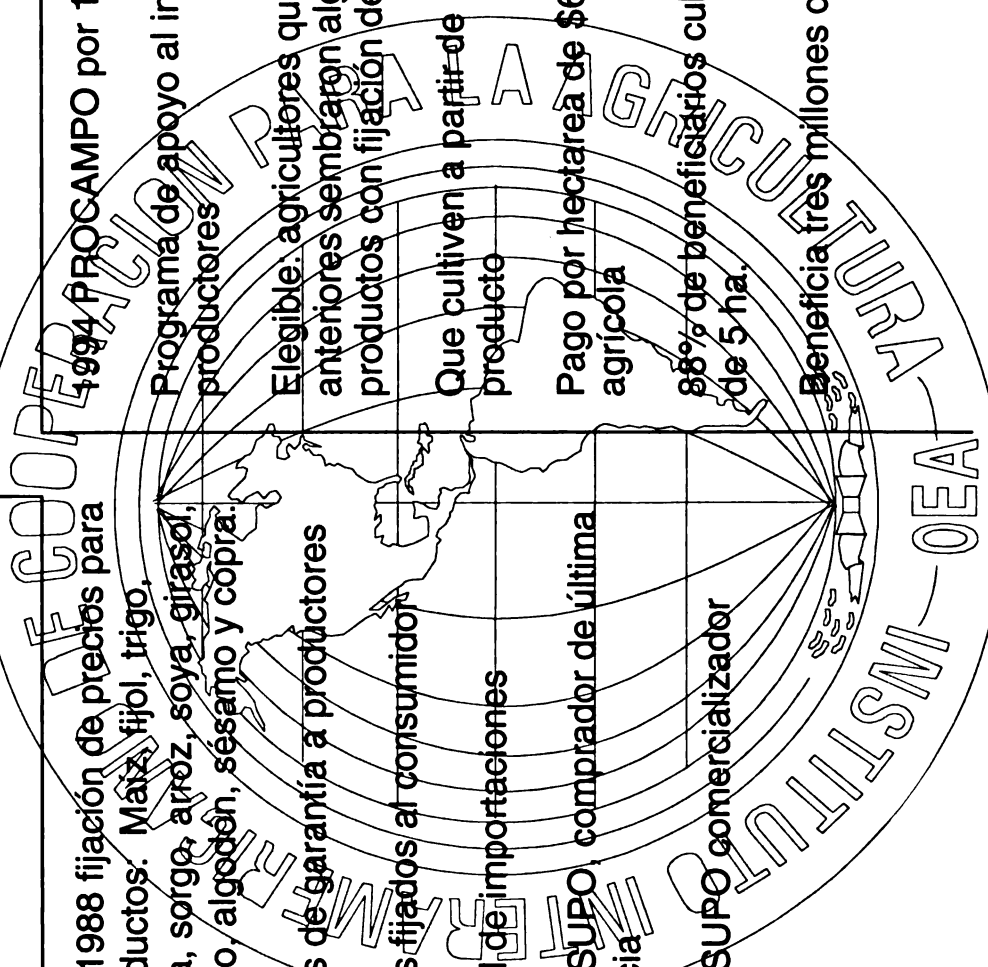 1988 fijación de precios para
ductos: Maíz, fijol, trigo,
a, sorgo, arroz, soya, girasol,
o, algodón, sésamo y copra.
s de garantía a productores
s fijados al consumidor
l de importaciones
SUPO, comprador de última
cia
SUPO comercializador
1994 PROCAMPO por 1
Programa de apoyo al in
productores
Elegible: agricultores qu
anteriores sembraron alg
productos con fijación de
Que cultiven a partir de
producto
Pago por hectarea de $6
agrícola
88% de beneficiarios cul
de 5 ha.
Beneficia tres millones c
INSTITUTO INTERAMERICANO DE COOPERACION PARA LA AGRICULTURA
OEA